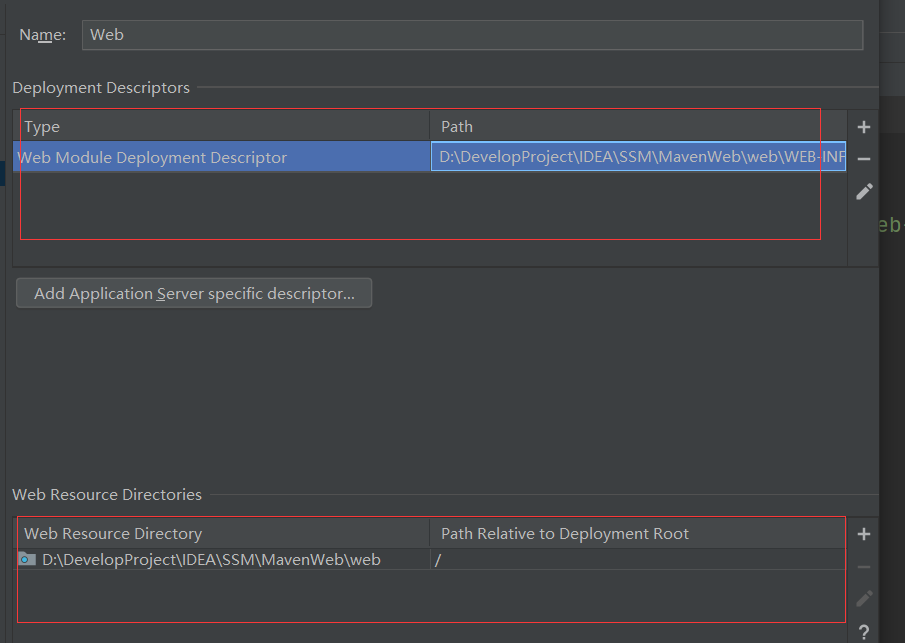 Name: Web
Deployment Descriptors
Type Path
Web Module Deployment Descriptor D:\DevelopProject\IDEA\SSM\MavenWeb\web\WEB-INF
eb-
Add Application Server specific descriptor...
Web Resource Directories
Web Resource Directory Path Relative to Deployment Root
D:\DevelopProject\IDEA\SSM\MavenWeb\web /
?